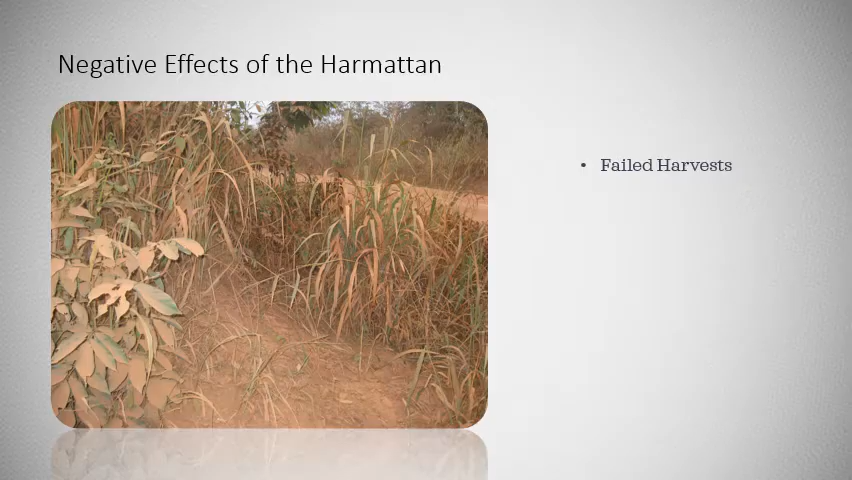 Negative Effects of the Harmattan
• Failed Harvests